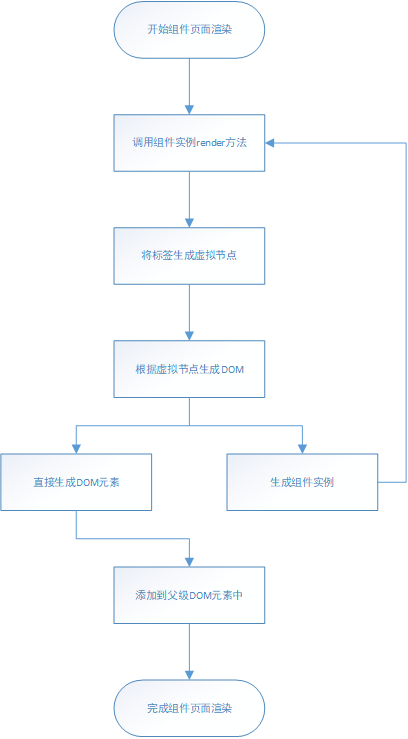 开始组件页面渲染
调用组件实例render方法
将标签生成虚拟节点
根据虚拟节点生成DOM
直接生成DOM元素
生成组件实例
添加到父级DOM元素中
完成组件页面渲染